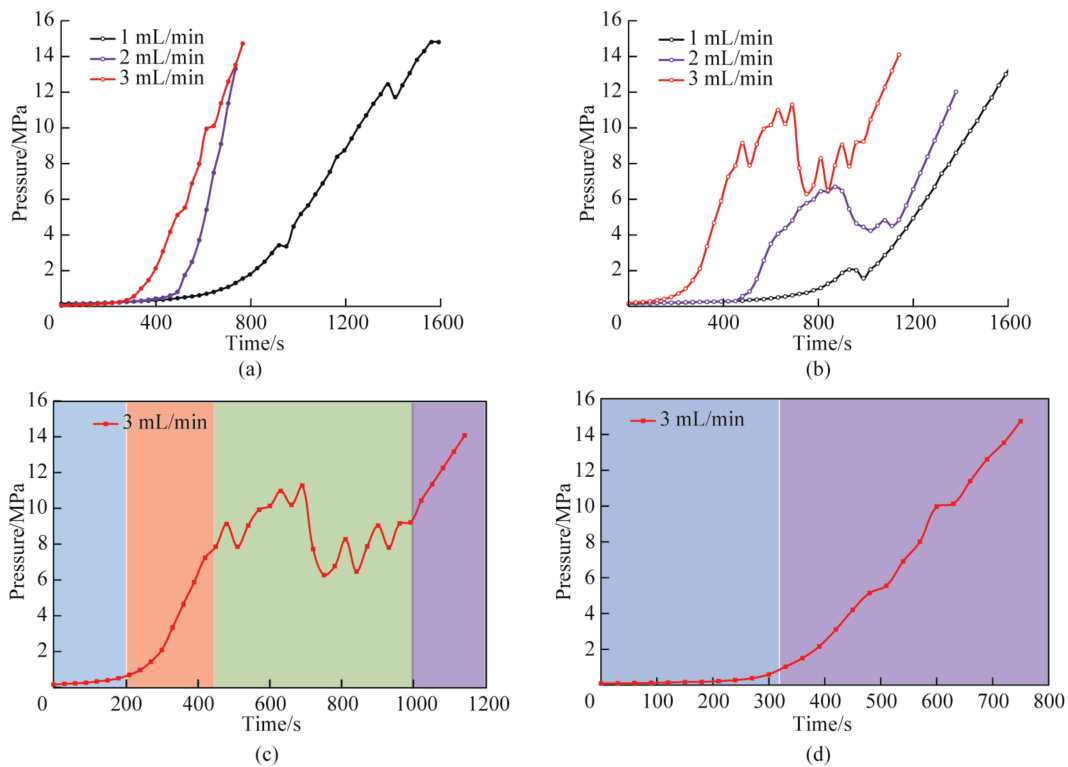 16
14
12
10
8
6
4
2
Pressure/MPa
1 mL/min
2 mL/min
3 mL/min
400
800
1200
1600
Time/s
(a)
16
14
12
10
8
6
4
2
Pressure/MPa
1 mL/min
2 mL/min
3 mL/min
0
400
800
1200
1600
Time/s
(b)
16
14
12
10
8
6
4
2
Pressure/MPa
3 mL/min
0
200
400
600
800
1000
1200
Time/s
(c)
16
14
12
10
8
6
4
2
Pressure/MPa
3 mL/min
0
100
200
300
400
500
600
700
800
Time/s
(d)